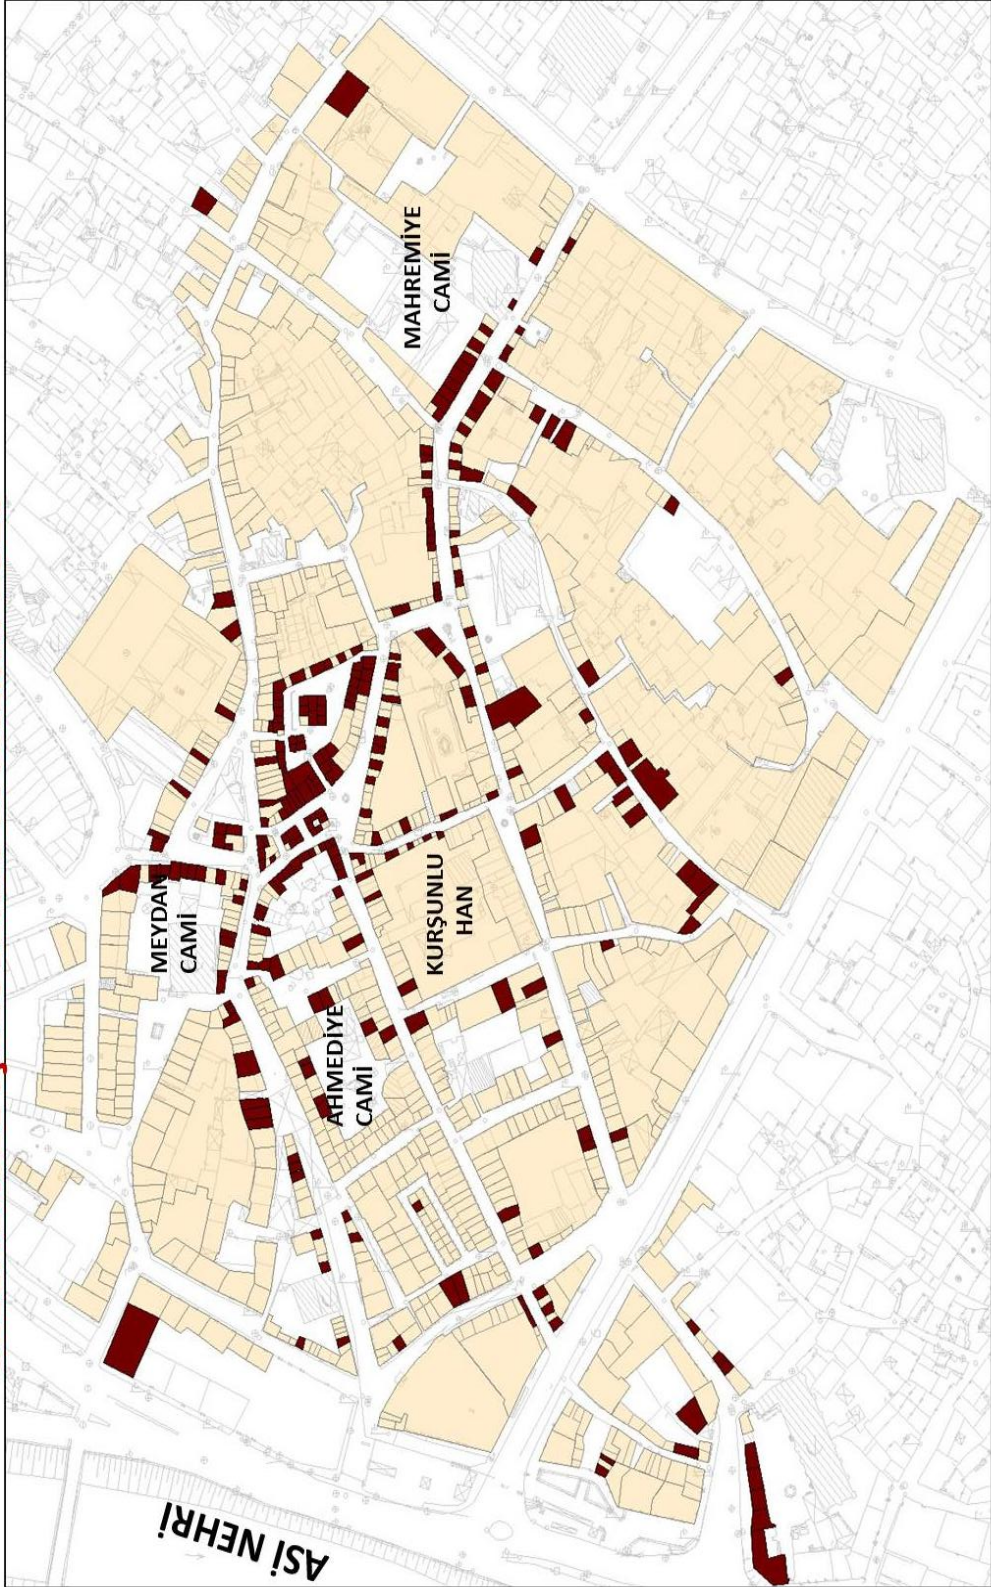 MAHREMİYE
CAMİ
MEYDAN
CAMİ
KURŞUNLU
HAN
AHMEDİYE
CAMİ
ASİ NEHRİ